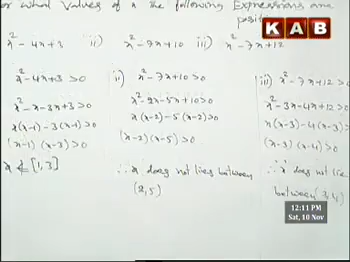 or what values of x the following Expressions are
positi
x² - 4x+3 ii) x² - 7x+10 iii) x² - 7x+12
KAB
x² - 4x+3 >0
x² - x - 3x+3 >0
x(x-1) -3(x-1) >0
(x-1) (x-3) >0
x ∉ [1,3]
ii) x² - 7x+10 >0
x² - 2x - 5x+10 >0
x(x-2) -5(x-2) >0
(x-2) (x-5) >0
∴ x does not lies between
(2,5)
iii) x² - 7x+12 >0
x² - 3x - 4x+12 >0
x(x-3) -4(x-3) >
(x-3) (x-4) >0
∴ x does not lie
between (3,4)
12:11 PM
Sat, 10 Nov